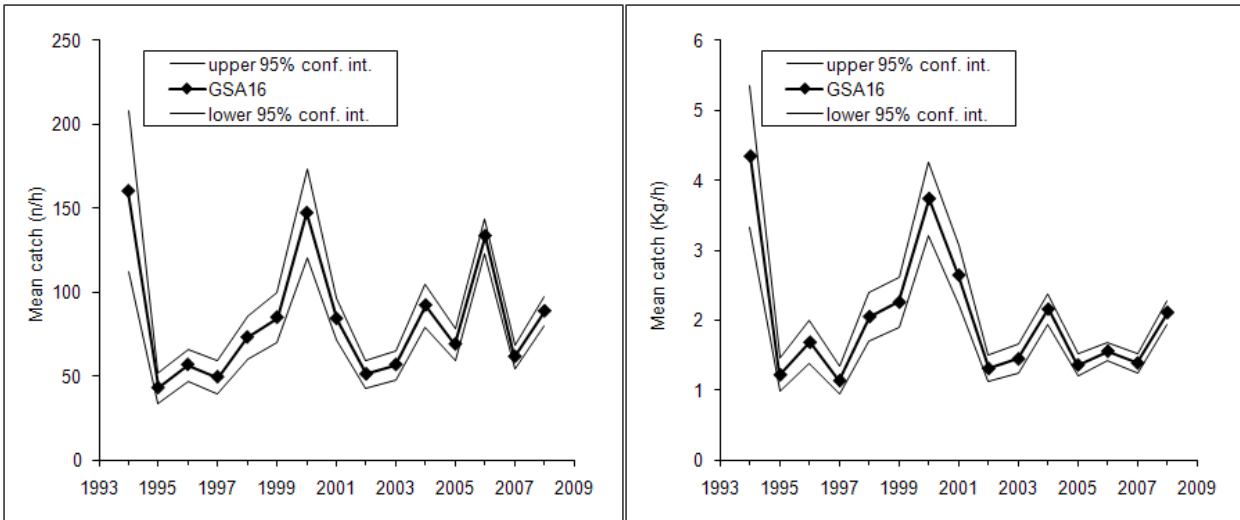 250
200
150
100
50
0
Mean catch (n/h)
upper 95% conf. int.
GSA16
lower 95% conf. int.
1993 1995 1997 1999 2001 2003 2005 2007 2009
6
5
4
3
2
1
0
Mean catch (Kg/h)
upper 95% conf. int.
GSA16
lower 95% conf. int.
1993 1995 1997 1999 2001 2003 2005 2007 2009